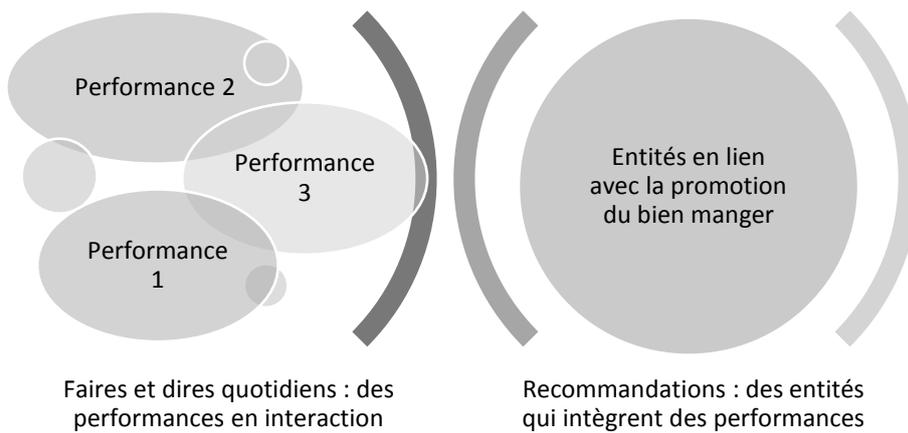 Performance 2
Performance
3
Performance
1
Entités en lien
avec la promotion
du bien manger
Faires et dires quotidiens : des
performances en interaction
Recommandations : des entités
qui intègrent des performances